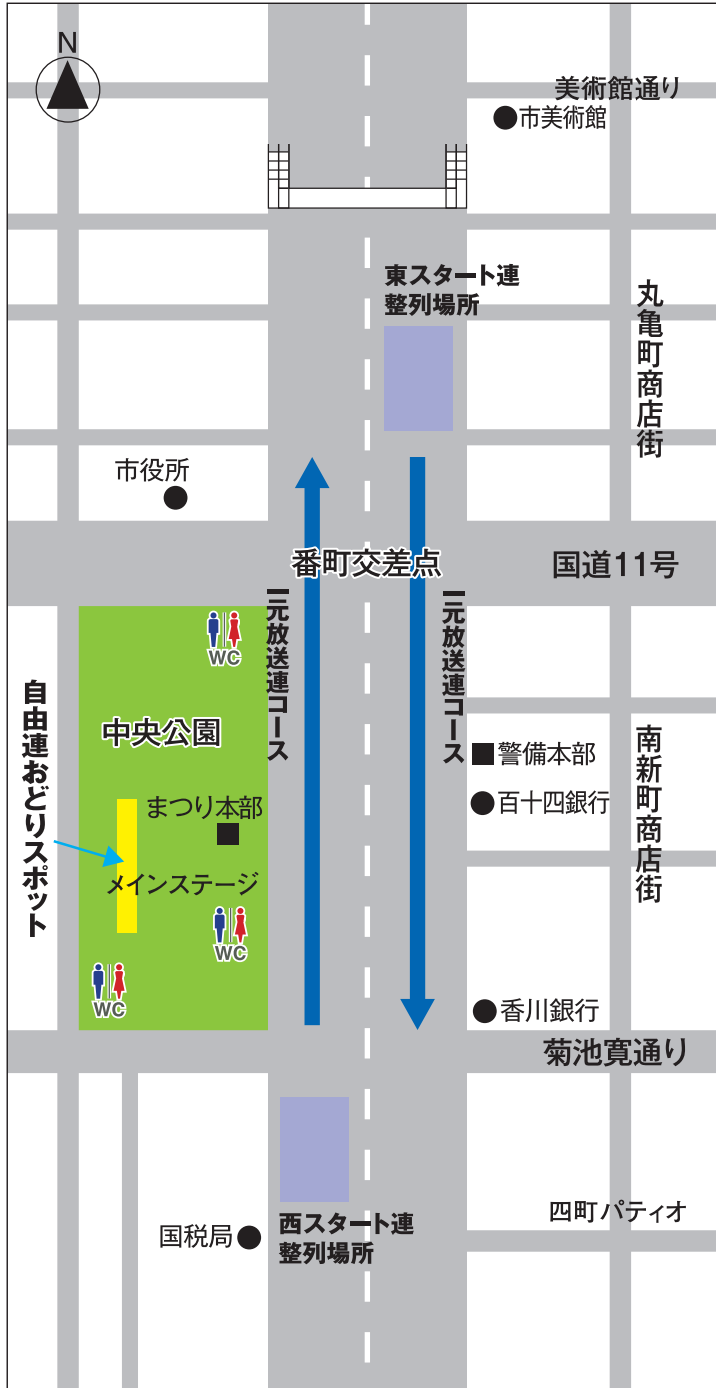 N
美術館通り
市美術館
東スタート連
整列場所
丸亀町商店街
市役所
番町交差点
国道11号
一元放送連コース
一元放送連コース
WC
自由連おどりスポット
中央公園
警備本部
南新町商店街
まつり本部
百十四銀行
メインステージ
WC
WC
香川銀行
菊池寛通り
四町パティオ
西スタート連
整列場所
国税局